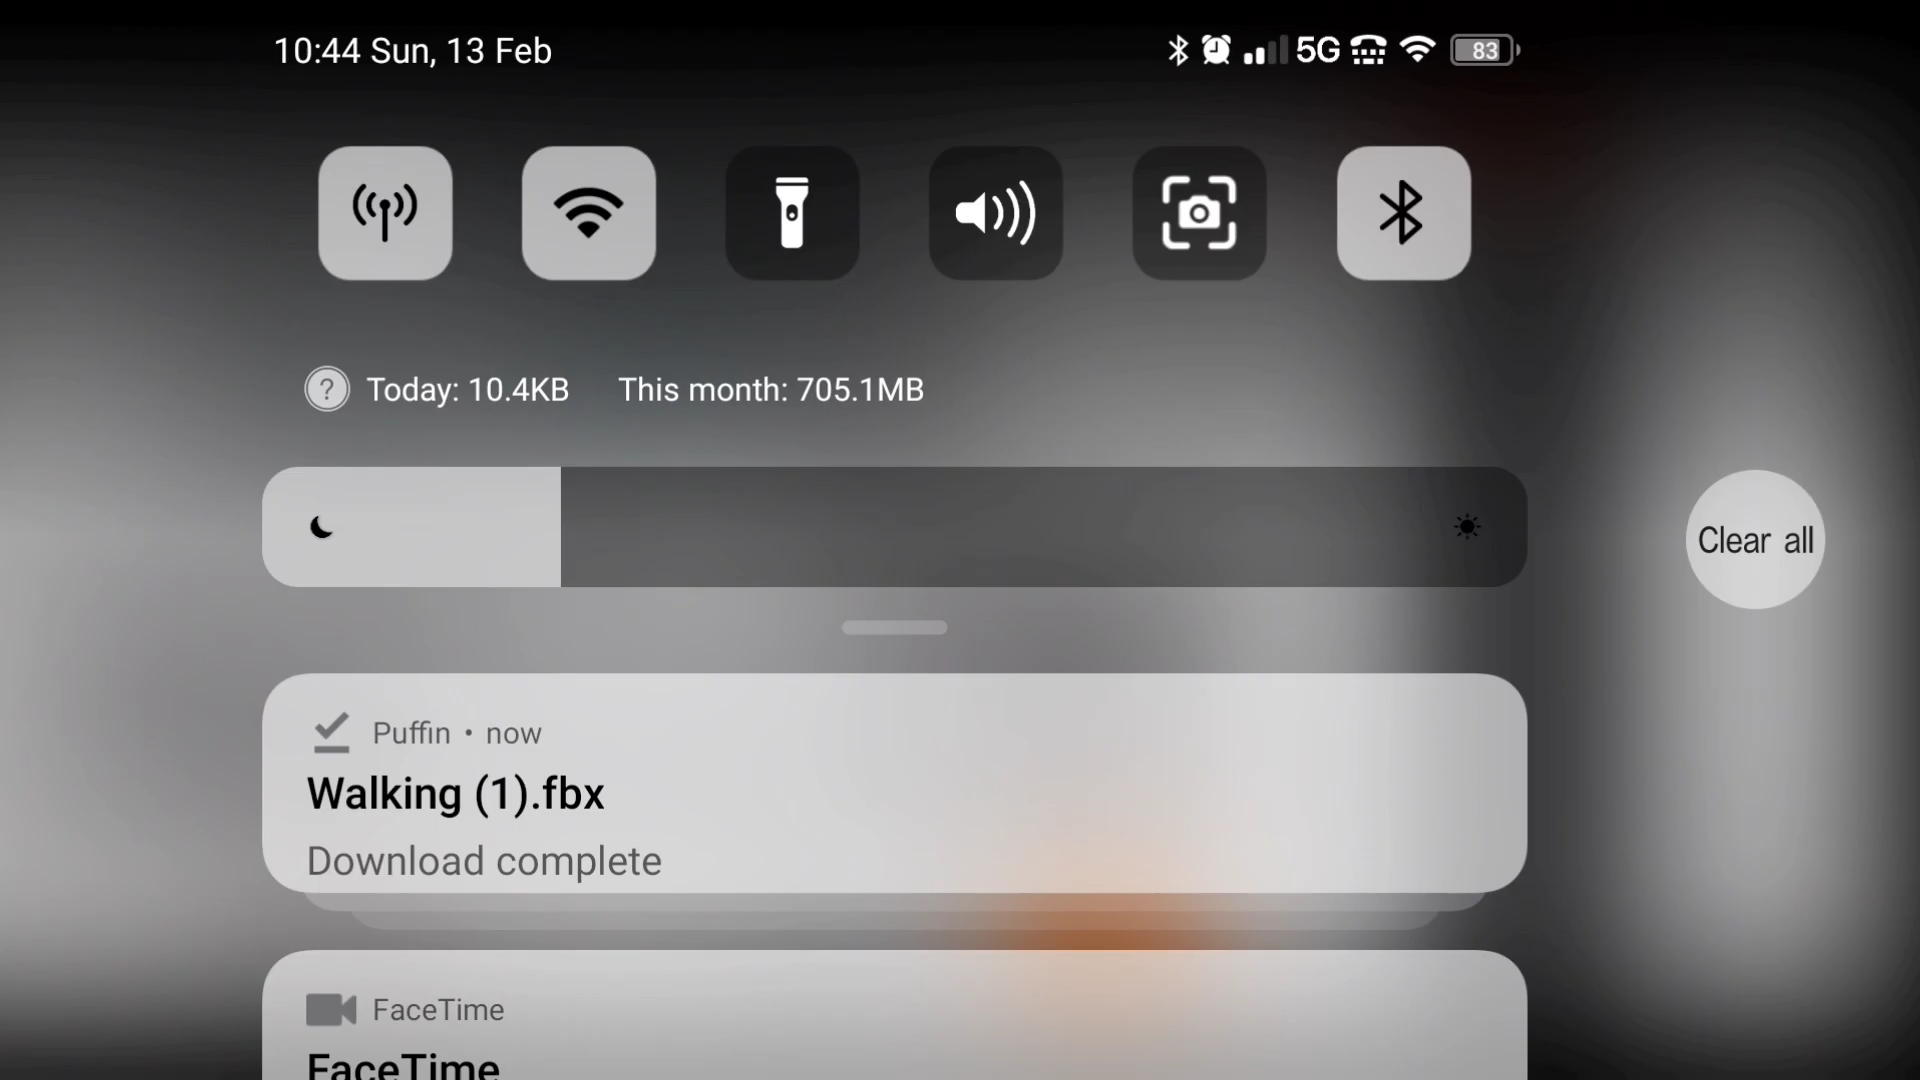 10:44 Sun, 13 Feb 5G 83
Today: 10.4KB This month: 705.1MB
Clear all
Puffin • now
Walking (1).fbx
Download complete
FaceTime
FaceTime